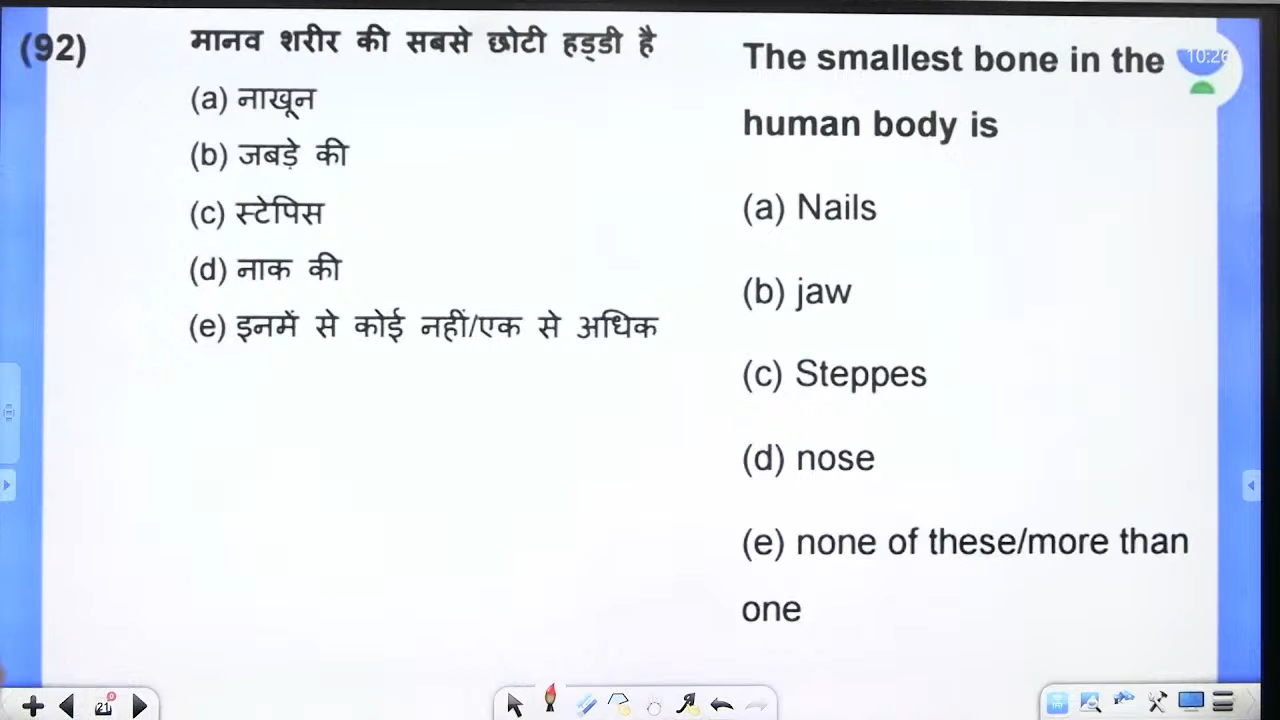 (92)
मानव शरीर की सबसे छोटी हड्डी है
(a) नाखून
(b) जबड़े की
(c) स्टेपिस
(d) नाक की
(e) इनमें से कोई नहीं/एक से अधिक
The smallest bone in the
human body is
(a) Nails
(b) jaw
(c) Steppes
(d) nose
(e) none of these/more than
one
10:26
21